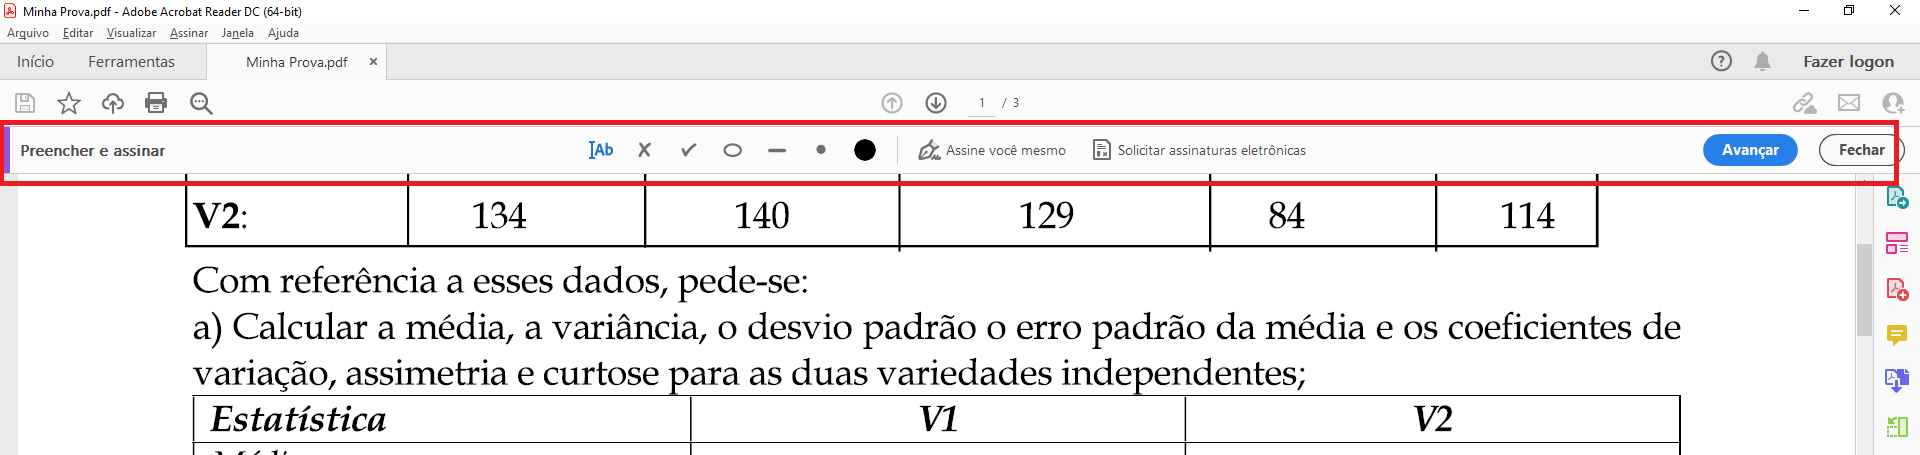 Minha Prova.pdf - Adobe Acrobat Reader DC (64-bit)
Arquivo Editar Visualizar Assinar Janela Ajuda
Início Ferramentas Minha Prova.pdf × Fazer logon
1 / 3
Preencher e assinar IAb Assine você mesmo Solicitar assinaturas eletrônicas Avançar Fechar
V2: 134 140 129 84 114
Com referência a esses dados, pede-se:
a) Calcular a média, a variância, o desvio padrão o erro padrão da média e os coeficientes de
variação, assimetria e curtose para as duas variedades independentes;
Estatística V1 V2